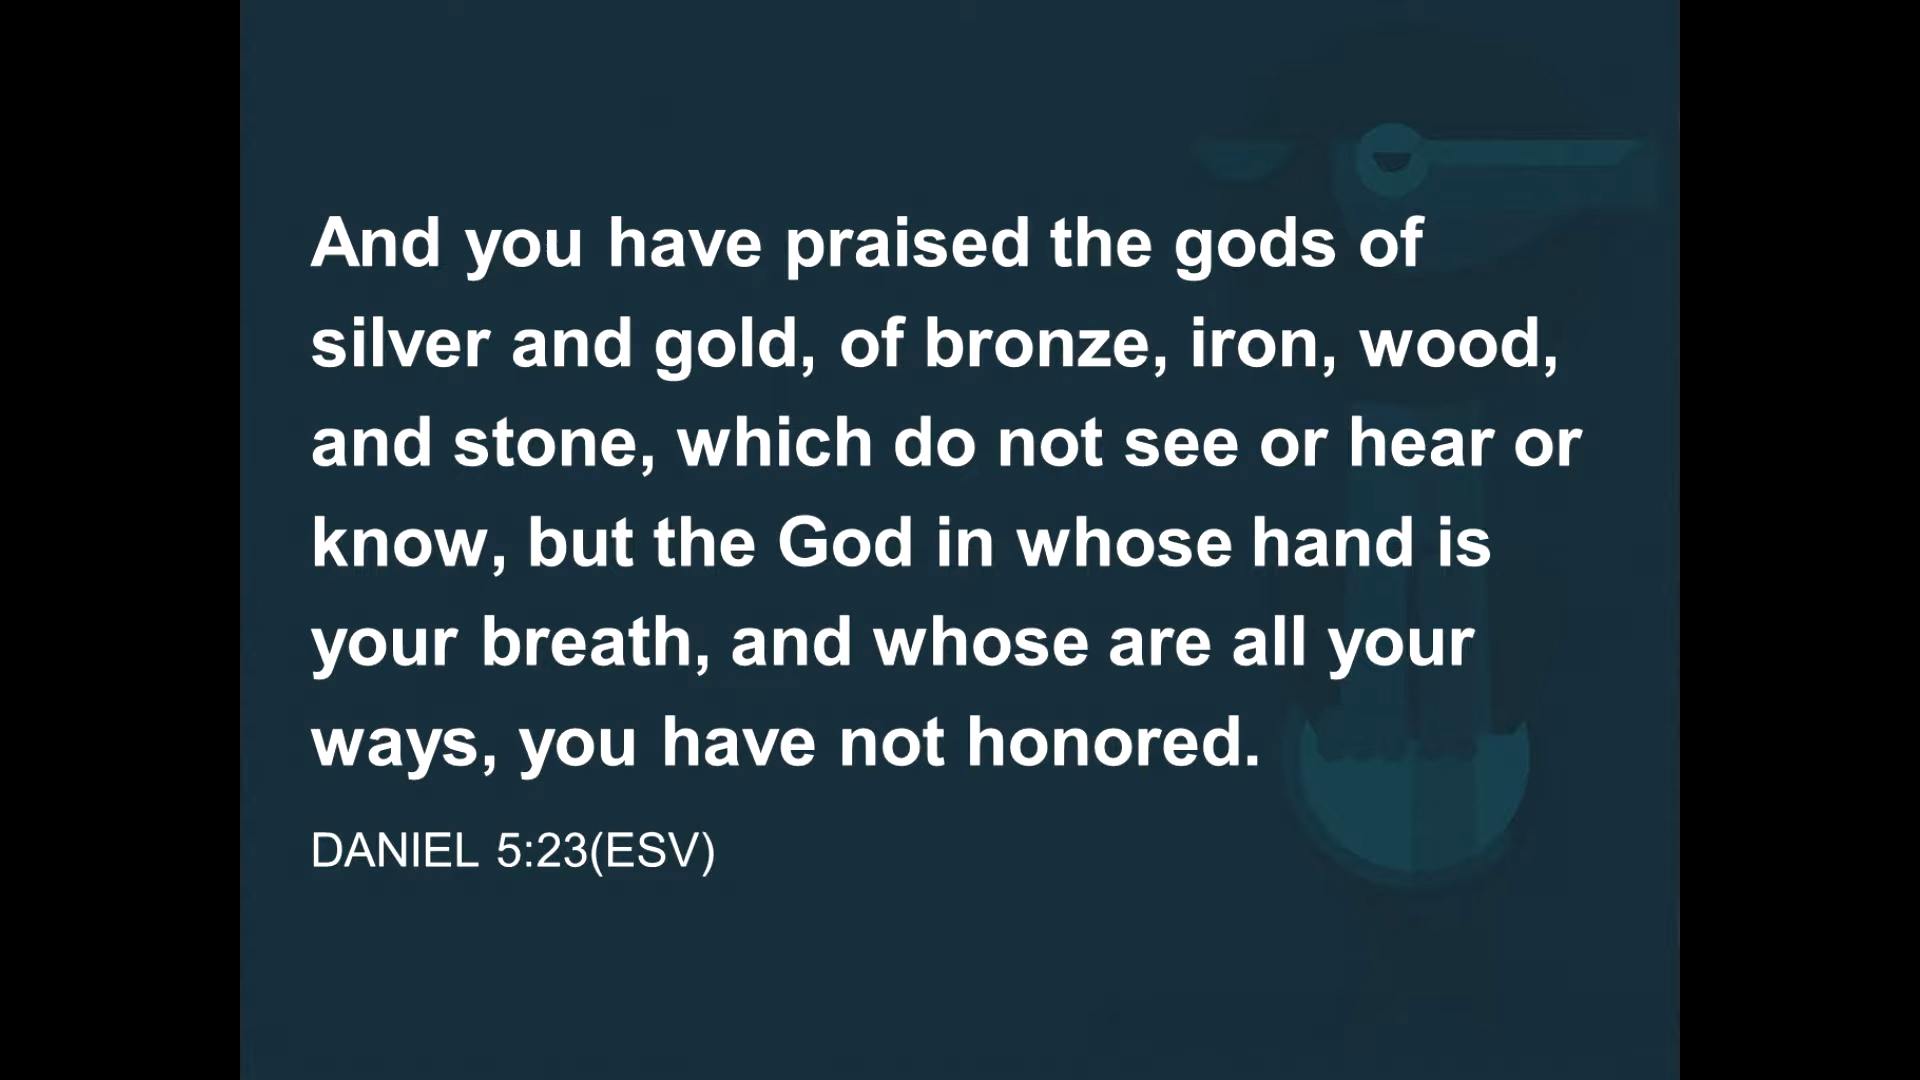 And you have praised the gods of
silver and gold, of bronze, iron, wood,
and stone, which do not see or hear or
know, but the God in whose hand is
your breath, and whose are all your
ways, you have not honored.
DANIEL 5:23(ESV)